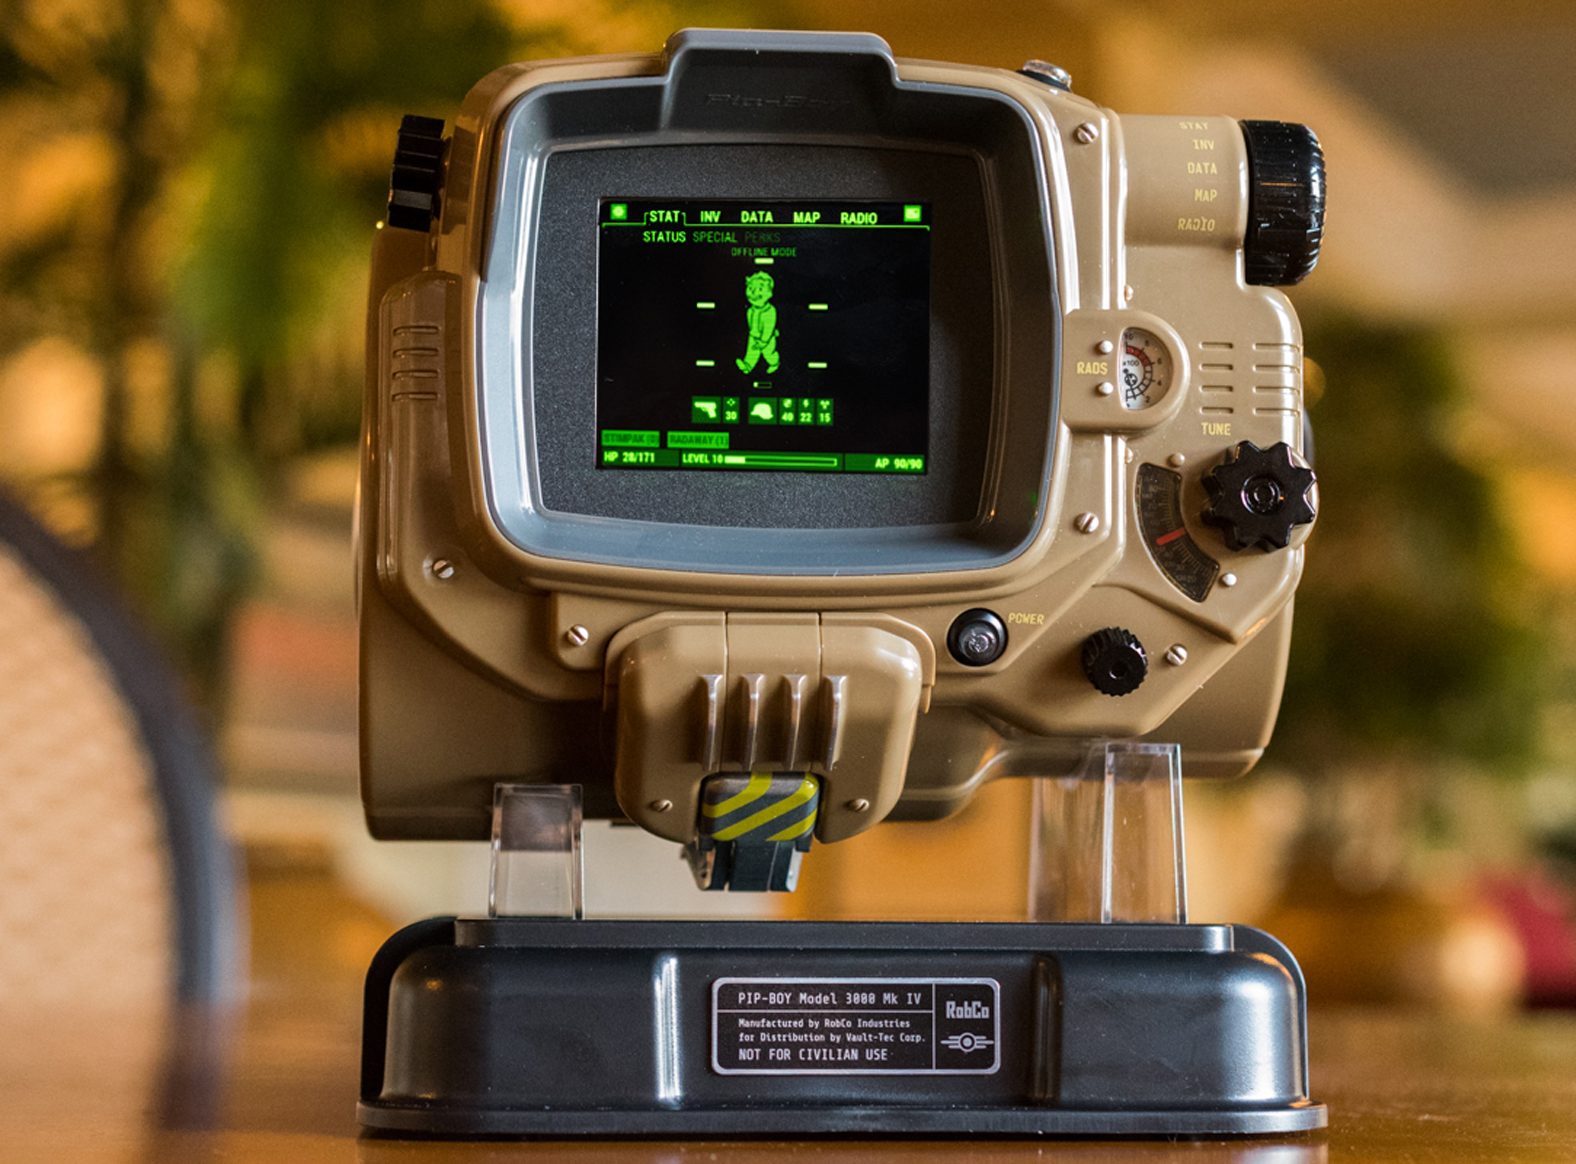 Pip-Boy
STAT
INV
DATA
MAP
RADIO
STAT INV DATA MAP RADIO
STATUS SPECIAL PERKS
OFFLINE MODE
30 40 22 15
STIMPAK (0) RADAWAY (1)
HP 28/171 LEVEL 10 AP 90/90
RADS
x100
TUNE
POWER
PIP-BOY Model 3000 Mk IV
Manufactured by RobCo Industries
for Distribution by Vault-Tec Corp.
NOT FOR CIVILIAN USE
RobCo